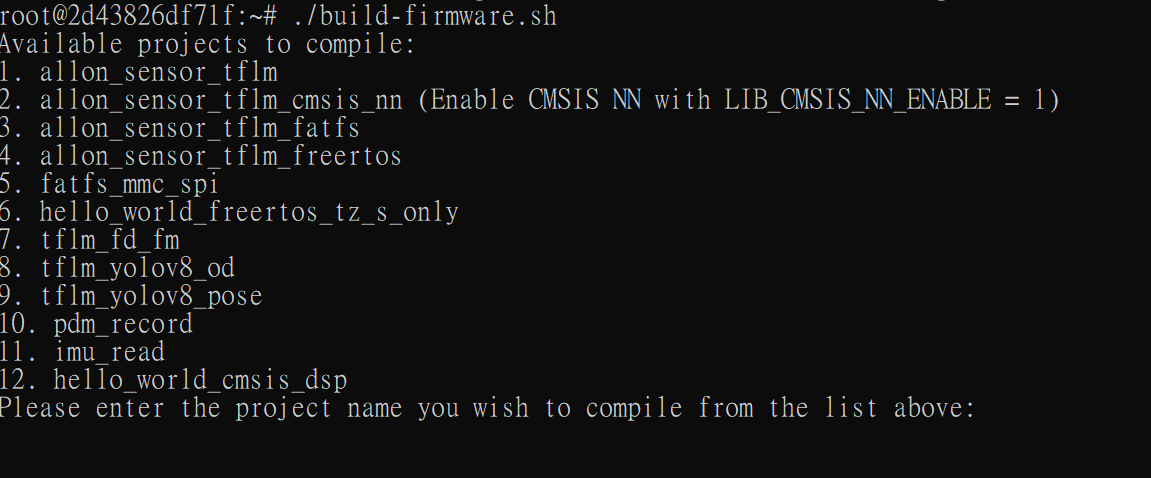 root@2d43826df71f:~# ./build-firmware.sh
Available projects to compile:
1. allon_sensor_tflm
2. allon_sensor_tflm_cmsis_nn (Enable CMSIS NN with LIB_CMSIS_NN_ENABLE = 1)
3. allon_sensor_tflm_fatfs
4. allon_sensor_tflm_freertos
5. fatfs_mmc_spi
6. hello_world_freertos_tz_s_only
7. tflm_fd_fm
8. tflm_yolov8_od
9. tflm_yolov8_pose
10. pdm_record
11. imu_read
12. hello_world_cmsis_dsp
Please enter the project name you wish to compile from the list above: